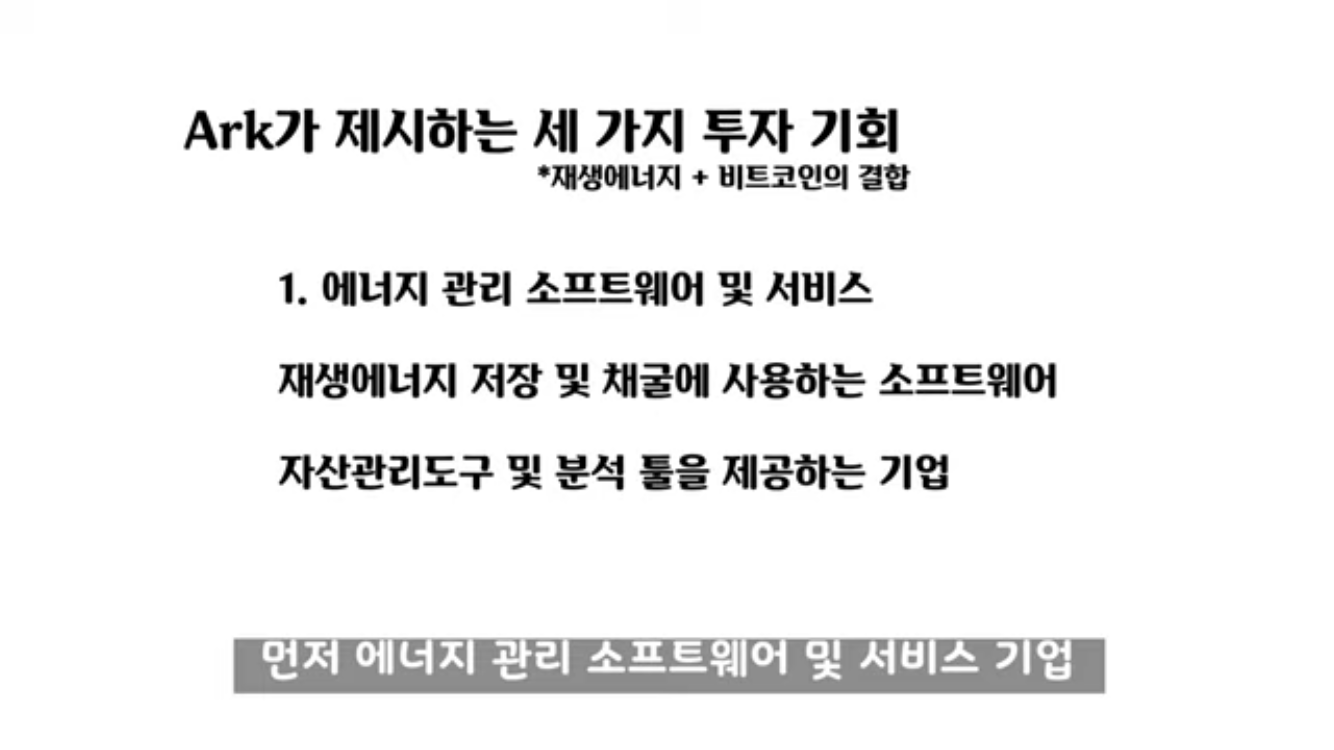 Ark가 제시하는 세 가지 투자 기회
*재생에너지 + 비트코인의 결합
1. 에너지 관리 소프트웨어 및 서비스
재생에너지 저장 및 채굴에 사용하는 소프트웨어
자산관리도구 및 분석 툴을 제공하는 기업
먼저 에너지 관리 소프트웨어 및 서비스 기업